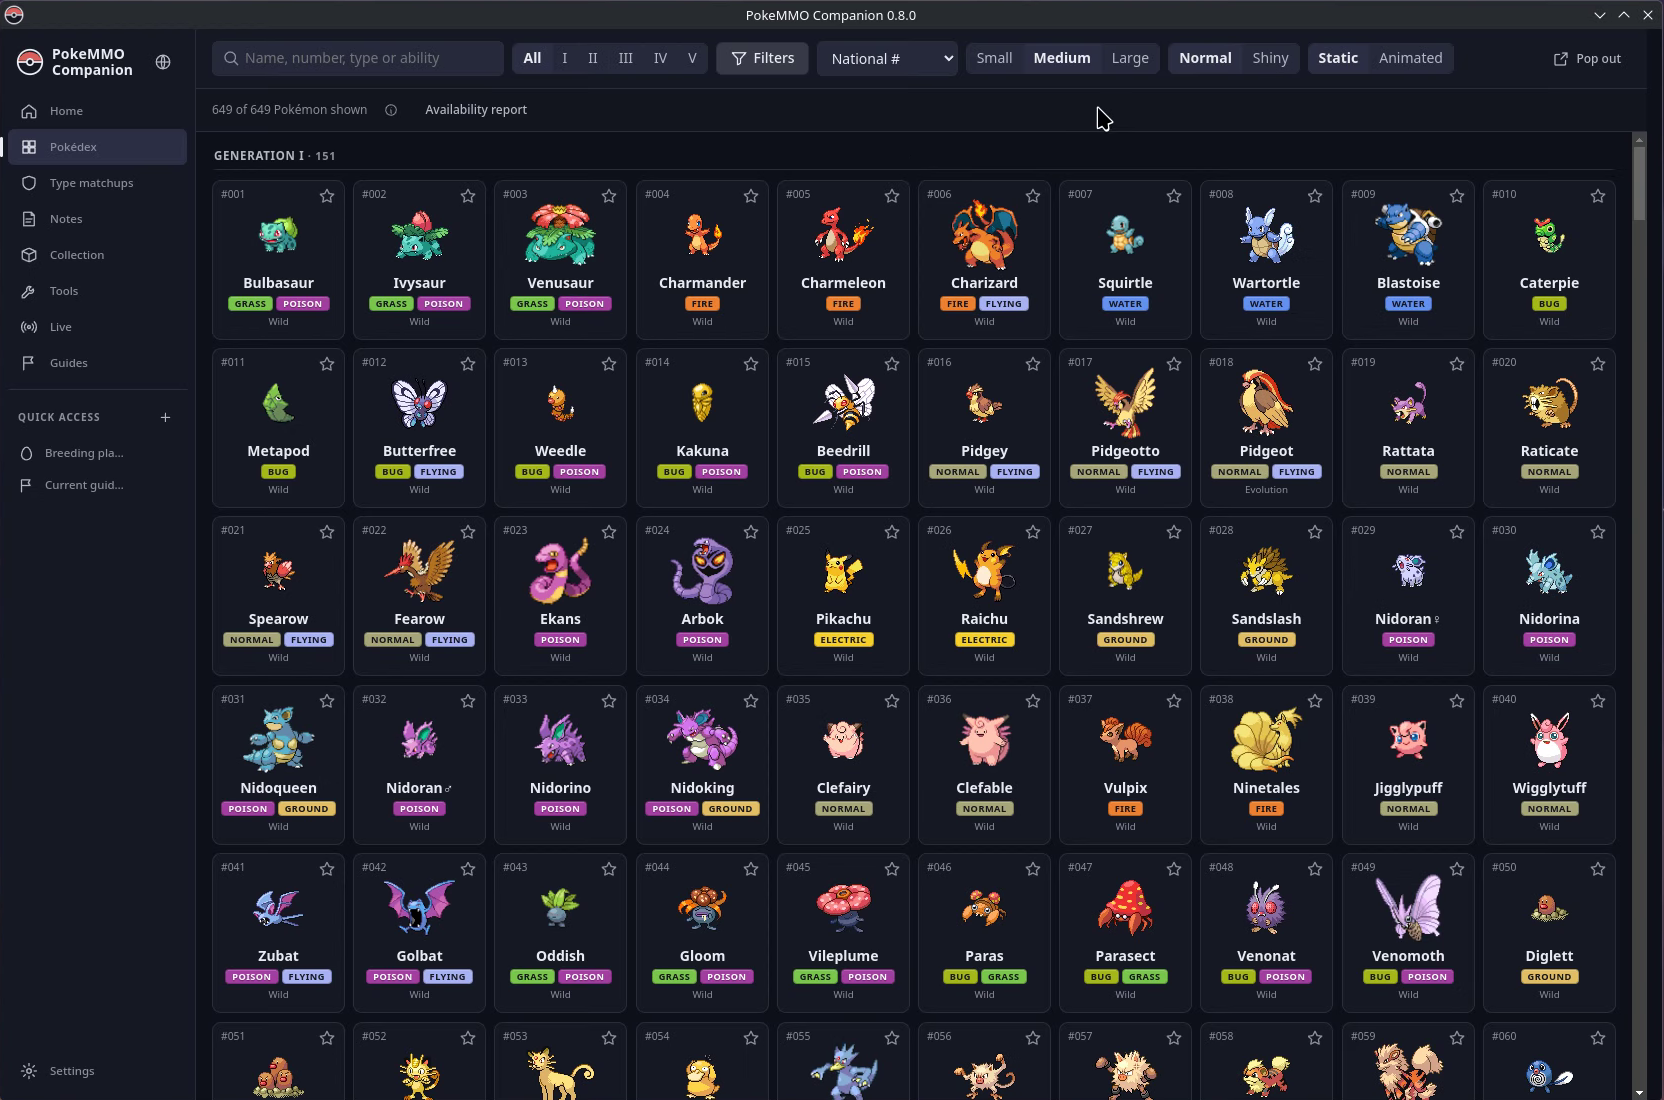 PokeMMO Companion 0.8.0
PokeMMO
Companion
Home
Pokédex
Type matchups
Notes
Collection
Tools
Live
Guides
QUICK ACCESS
Breeding pla...
Current guid...
Settings
Name, number, type or ability
All I II III IV V
Filters
National #
Small Medium Large
Normal Shiny
Static Animated
Pop out
649 of 649 Pokémon shown
Availability report
GENERATION I · 151
#001 #002 #003 #004 #005 #006 #007 #008 #009 #010
Bulbasaur Ivysaur Venusaur Charmander Charmeleon Charizard Squirtle Wartortle Blastoise Caterpie
GRASS POISON GRASS POISON GRASS POISON FIRE FIRE FIRE FLYING WATER WATER WATER BUG
Wild Wild Wild Wild Wild Wild Wild Wild Wild Wild
#011 #012 #013 #014 #015 #016 #017 #018 #019 #020
Metapod Butterfree Weedle Kakuna Beedrill Pidgey Pidgeotto Pidgeot Rattata Raticate
BUG BUG FLYING BUG POISON BUG POISON BUG POISON NORMAL FLYING NORMAL FLYING NORMAL FLYING NORMAL NORMAL
Wild Wild Wild Wild Wild Wild Wild Evolution Wild Wild
#021 #022 #023 #024 #025 #026 #027 #028 #029 #030
Spearow Fearow Ekans Arbok Pikachu Raichu Sandshrew Sandslash Nidoran♀ Nidorina
NORMAL FLYING NORMAL FLYING POISON POISON ELECTRIC ELECTRIC GROUND GROUND POISON POISON
Wild Wild Wild Wild Wild Wild Wild Wild Wild Wild
#031 #032 #033 #034 #035 #036 #037 #038 #039 #040
Nidoqueen Nidoran♂ Nidorino Nidoking Clefairy Clefable Vulpix Ninetales Jigglypuff Wigglytuff
POISON GROUND POISON POISON POISON GROUND NORMAL NORMAL FIRE FIRE NORMAL NORMAL
Wild Wild Wild Wild Wild Wild Wild Wild Wild Wild
#041 #042 #043 #044 #045 #046 #047 #048 #049 #050
Zubat Golbat Oddish Gloom Vileplume Paras Parasect Venonat Venomoth Diglett
POISON FLYING POISON FLYING GRASS POISON GRASS POISON GRASS POISON BUG GRASS BUG GRASS BUG POISON BUG POISON GROUND
Wild Wild Wild Wild Wild Wild Wild Wild Wild Wild
#051 #052 #053 #054 #055 #056 #057 #058 #059 #060